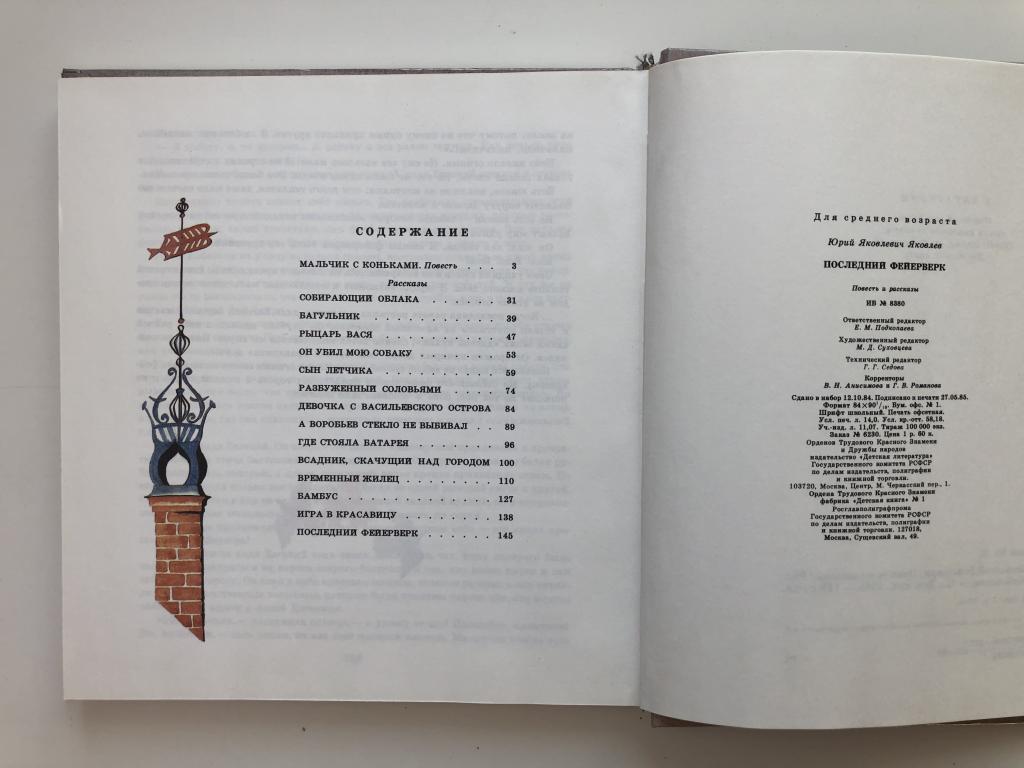 СОДЕРЖАНИЕ
МАЛЬЧИК С КОНЬКАМИ. Повесть . . . 3
Рассказы
СОБИРАЮЩИЙ ОБЛАКА . . . . . . 31
БАГУЛЬНИК . . . . . . . . . . 39
РЫЦАРЬ ВАСЯ . . . . . . . . . 47
ОН УБИЛ МОЮ СОБАКУ . . . . . . 53
СЫН ЛЕТЧИКА . . . . . . . . . 59
РАЗБУЖЕННЫЙ СОЛОВЬЯМИ . . . . 74
ДЕВОЧКА С ВАСИЛЬЕВСКОГО ОСТРОВА 84
А ВОРОБЬЕВ СТЕКЛО НЕ ВЫБИВАЛ . . 89
ГДЕ СТОЯЛА БАТАРЕЯ . . . . . . 96
ВСАДНИК, СКАЧУЩИЙ НАД ГОРОДОМ 100
ВРЕМЕННЫЙ ЖИЛЕЦ . . . . . . . 110
БАМБУС . . . . . . . . . . . 127
ИГРА В КРАСАВИЦУ . . . . . . . 138
ПОСЛЕДНИЙ ФЕЙЕРВЕРК . . . . . 145
Для среднего возраста
Юрий Яковлевич Яковлев
ПОСЛЕДНИЙ ФЕЙЕРВЕРК
Повесть и рассказы
ИБ № 8380
Ответственный редактор
Е. М. Подкопаева
Художественный редактор
М. Д. Суховцева
Технический редактор
Г. Г. Седова
Корректоры
В. Н. Анисимова и Г. В. Романова
Сдано в набор 12.10.84. Подписано к печати 27.05.85.
Формат 84×90¹/₁₆. Бум. офс. № 1.
Шрифт школьный. Печать офсетная.
Усл. печ. л. 14,0. Усл. кр.-отт. 58,18.
Уч.-изд. л. 11,07. Тираж 100 000 экз.
Заказ № 6230. Цена 1 р. 60 к.
Орденов Трудового Красного Знамени
и Дружбы народов
издательство «Детская литература»
Государственного комитета РСФСР
по делам издательств, полиграфии
и книжной торговли.
103720, Москва, Центр, М. Черкасский пер., 1.
Ордена Трудового Красного Знамени
фабрика «Детская книга» № 1
Росглавполиграфпрома
Государственного комитета РСФСР
по делам издательств, полиграфии
и книжной торговли. 127018,
Москва, Сущевский вал, 49.